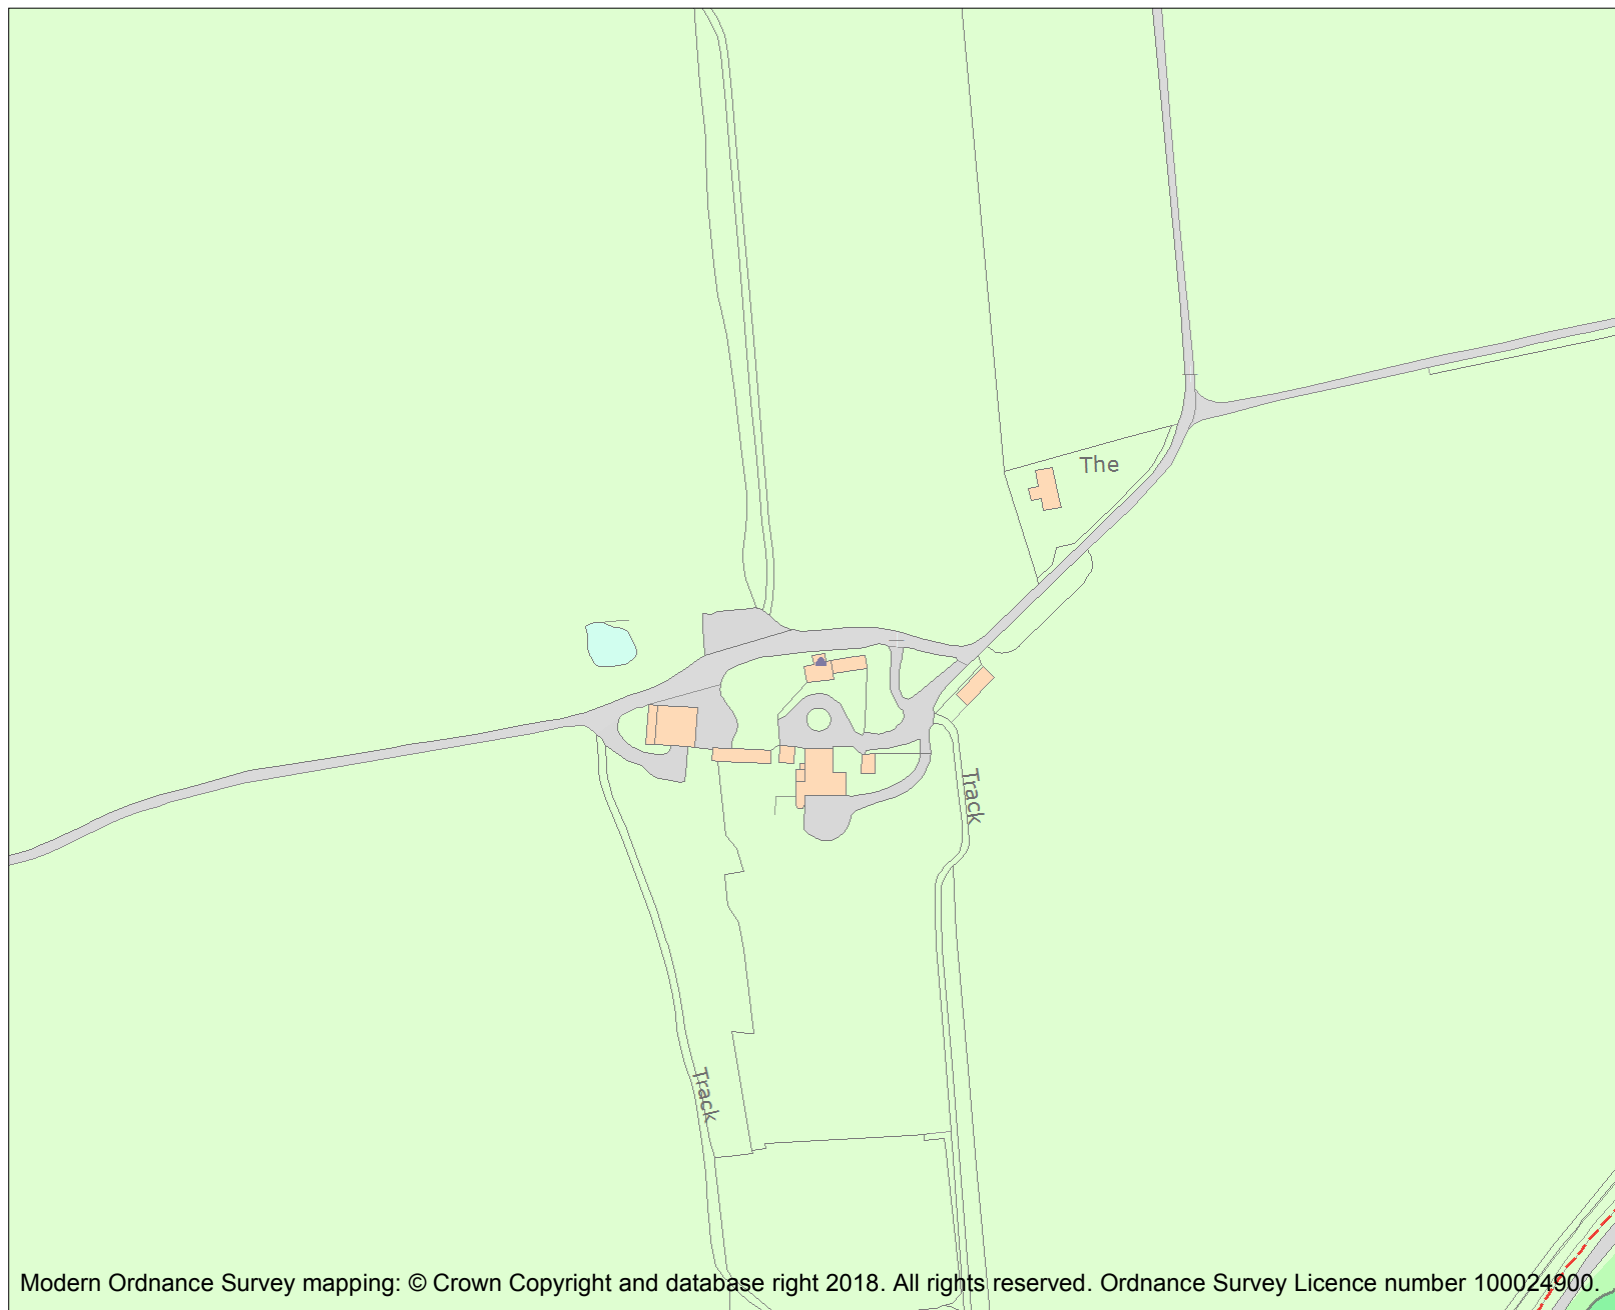 The
Track
Track
Modern Ordnance Survey mapping: © Crown Copyright and database right 2018. All rights reserved. Ordnance Survey Licence number 100024900.